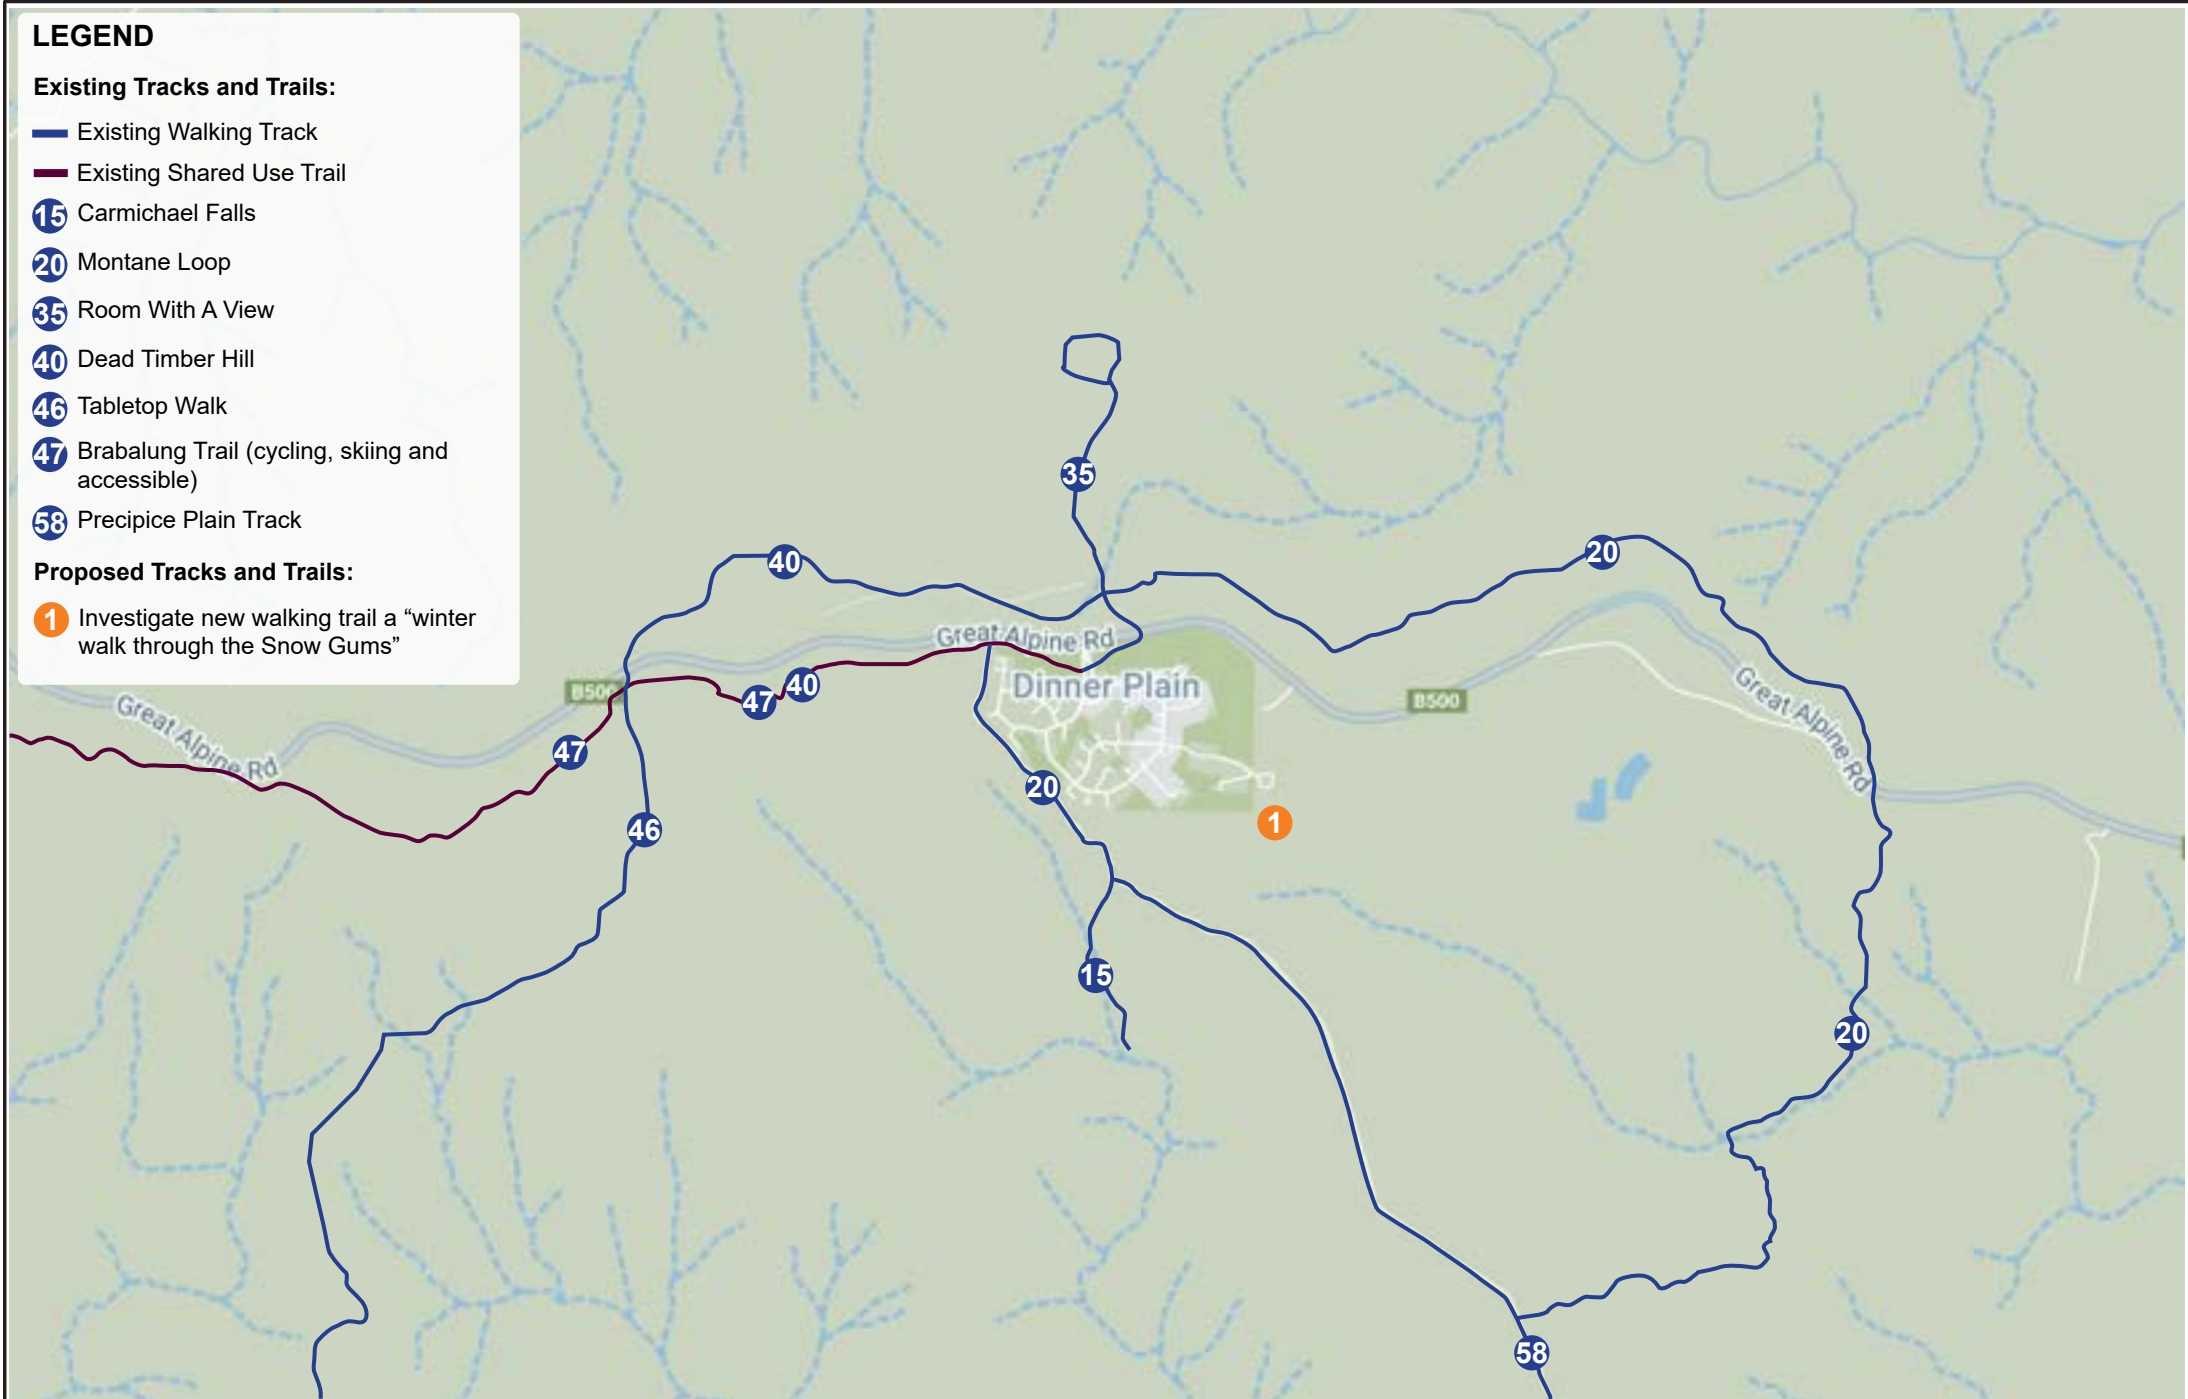 LEGEND
Existing Tracks and Trails:
Existing Walking Track
Existing Shared Use Trail
15 Carmichael Falls
20 Montane Loop
35 Room With A View
40 Dead Timber Hill
46 Tabletop Walk
47 Brabalung Trail (cycling, skiing and
accessible)
58 Precipice Plain Track
Proposed Tracks and Trails:
1 Investigate new walking trail a “winter
walk through the Snow Gums”
35
40
20
Great Alpine Rd
B500
47
40
Dinner Plain
B500
Great Alpine Rd
Great Alpine Rd
47
20
46
1
15
20
58